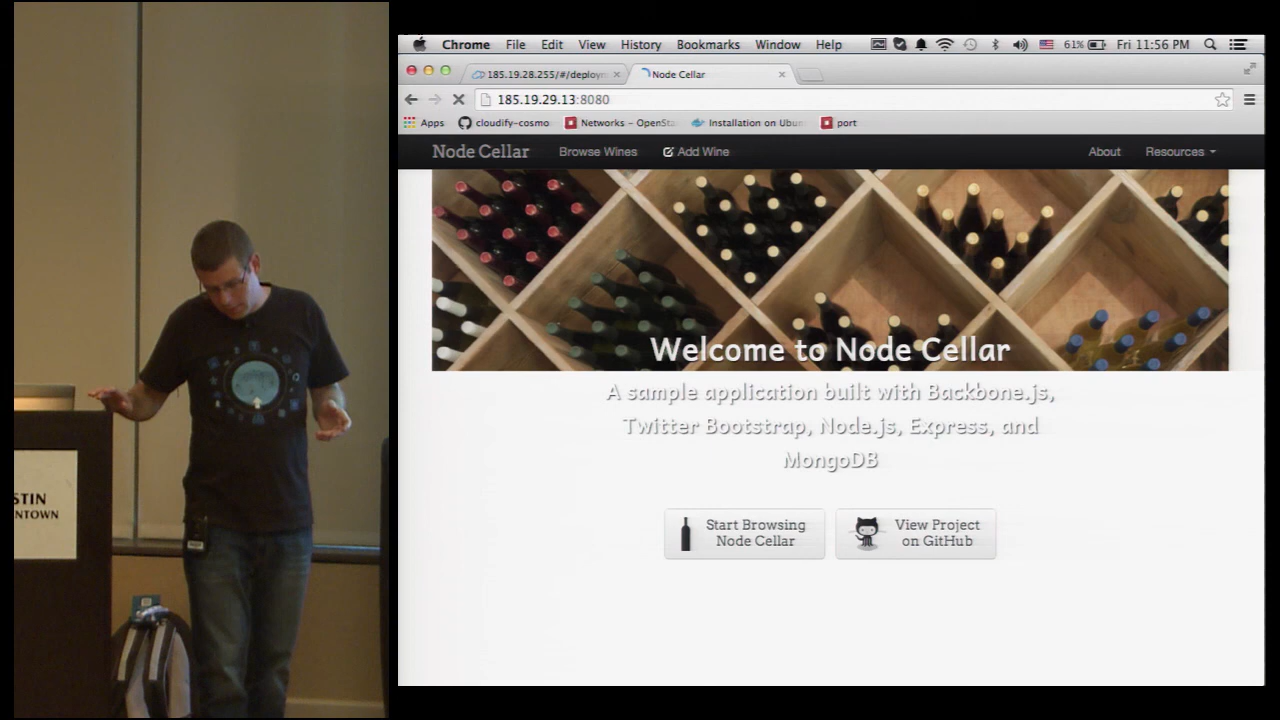 STIN
NTOWN
Chrome File Edit View History Bookmarks Window Help 61% Fri 11:56 PM
185.19.28.255/#/deploym Node Cellar
185.19.29.13:8080
Apps cloudify-cosmo Networks - OpenSta Installation on Ubun port
Node Cellar Browse Wines Add Wine About Resources
Welcome to Node Cellar
A sample application built with Backbone.js,
Twitter Bootstrap, Node.js, Express, and
MongoDB
Start Browsing
Node Cellar
View Project
on GitHub